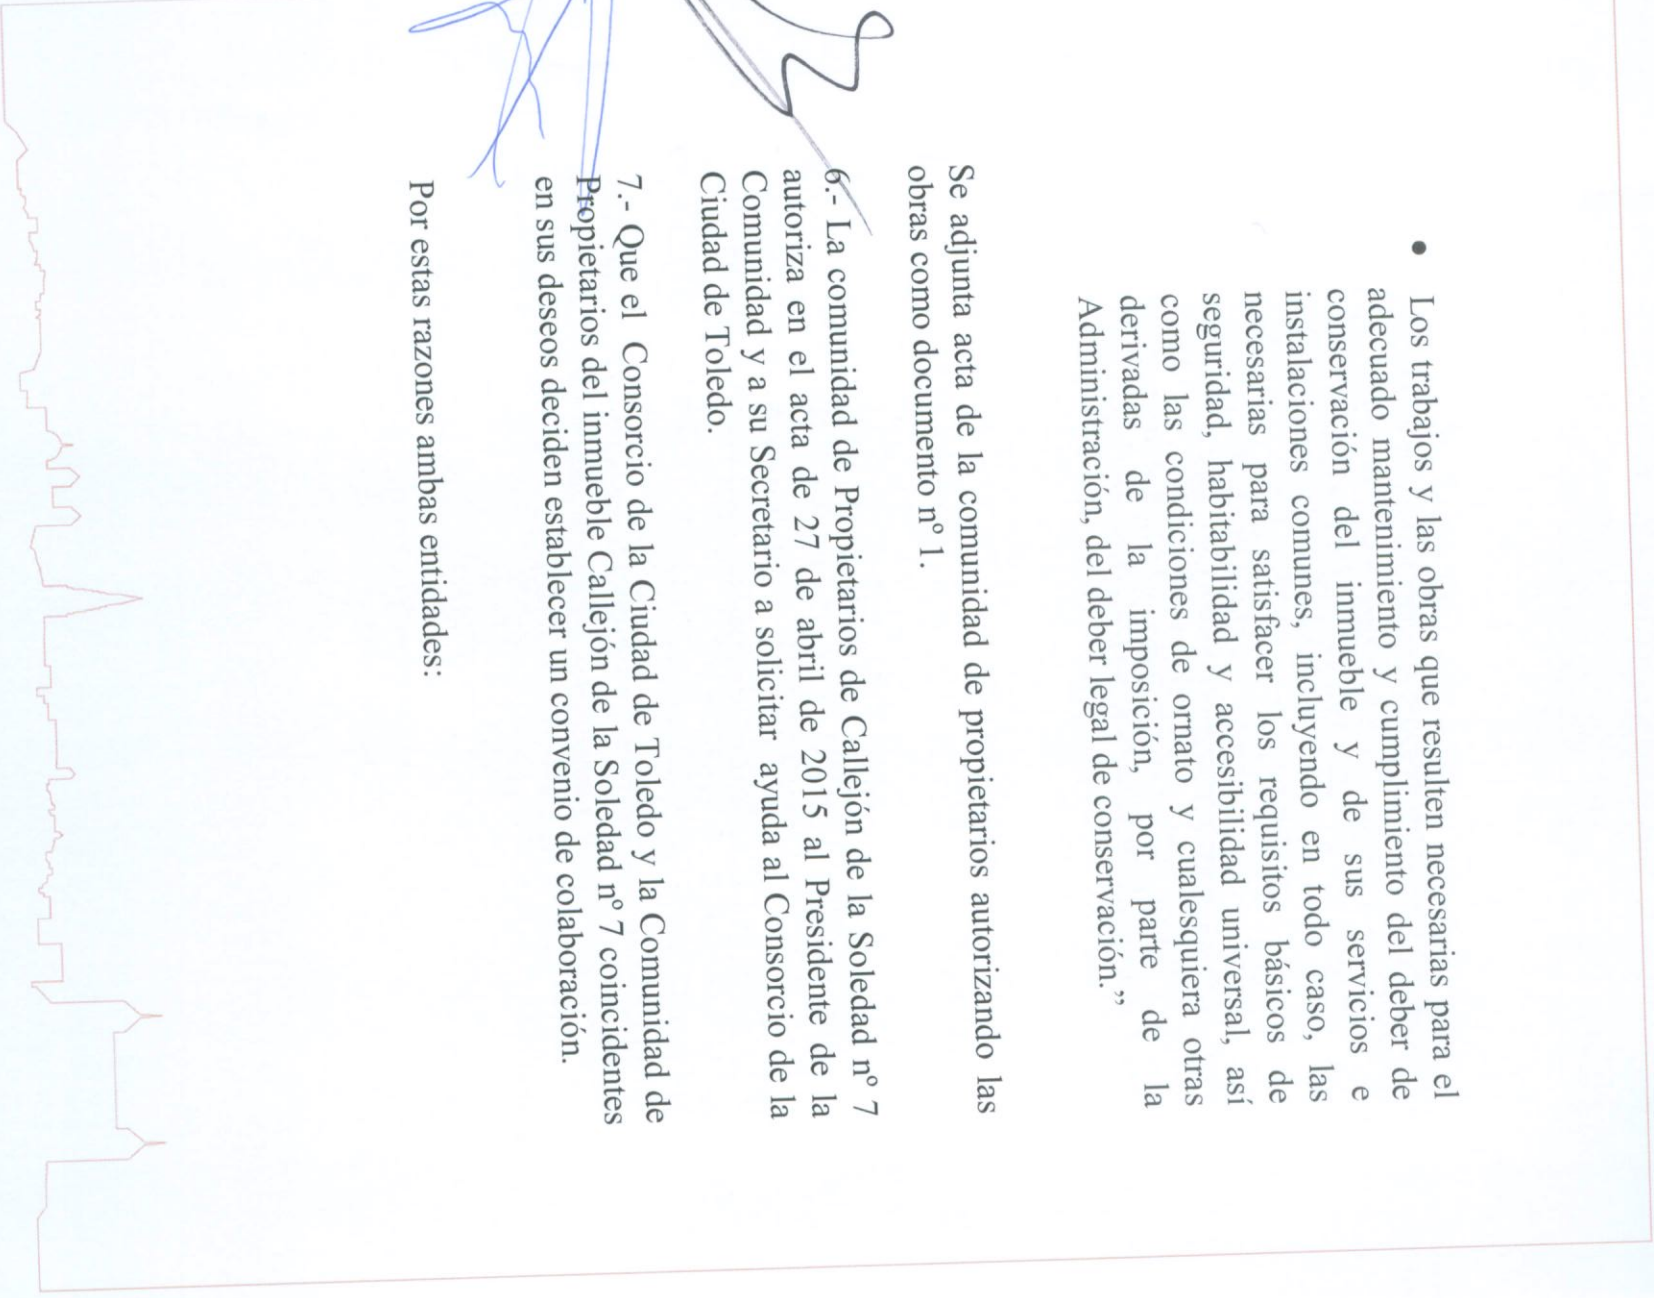 • Los trabajos y las obras que resulten necesarias para el
adecuado mantenimiento y cumplimiento del deber de
conservación del inmueble y de sus servicios e
instalaciones comunes, incluyendo en todo caso, las
necesarias para satisfacer los requisitos básicos de
seguridad, habitabilidad y accesibilidad universal, así
como las condiciones de ornato y cualesquiera otras
derivadas de la imposición, por parte de la
Administración, del deber legal de conservación.”
Se adjunta acta de la comunidad de propietarios autorizando las
obras como documento nº 1.
6.- La comunidad de Propietarios de Callejón de la Soledad nº 7
autoriza en el acta de 27 de abril de 2015 al Presidente de la
Comunidad y a su Secretario a solicitar ayuda al Consorcio de la
Ciudad de Toledo.
7.- Que el Consorcio de la Ciudad de Toledo y la Comunidad de
Propietarios del inmueble Callejón de la Soledad nº 7 coincidentes
en sus deseos deciden establecer un convenio de colaboración.
Por estas razones ambas entidades: